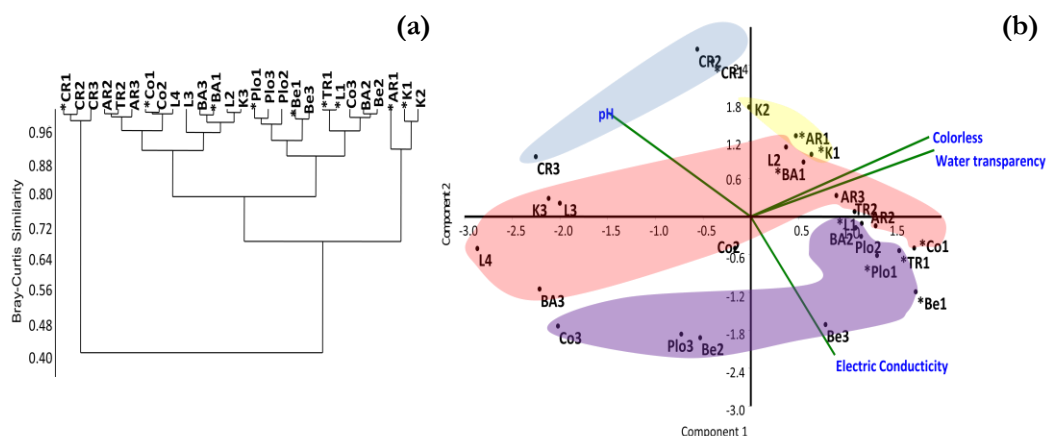 (a)
*CR1 CR2 CR3 AR2 TR2 AR3 *Co1 Co2 L4 L3 BA3 *BA1 L2 K3 *Plo1 Plo3 Plo2 *Be1 Be3 *TR1 *L1 Co3 BA2 Be2 *AR1 *K1 K2
Bray-Curtis Similarity
0.96
0.88
0.80
0.72
0.64
0.56
0.48
0.40
(b)
Component 2
Component 1
CR2
2.4
*CR1
1.8
K2
pH
1.2
*AR1
*K1
Colorless
Water transparency
CR3
L2
*BA1
0.6
K3
L3
AR3
TR2
AR2
-3.0
-2.5
-2.0
-1.5
-1.0
-0.5
0.5
1.0
1.5
*L1
BA2
Plo2
*Co1
L4
Co2
-0.6
*TR1
*Plo1
BA3
-1.2
*Be1
Co3
Plo3
Be2
-1.8
Be3
-2.4
Electric Conducticity
-3.0